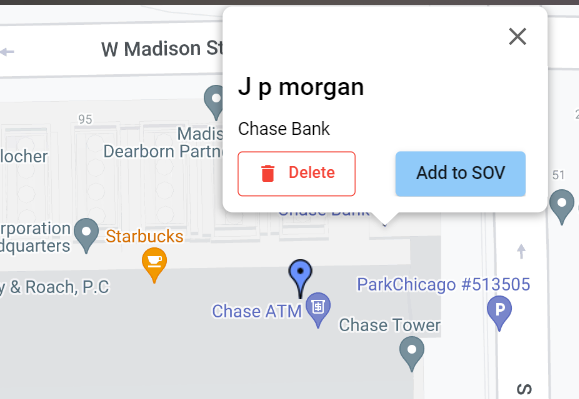 W Madison St
J p morgan
Chase Bank
Delete
Add to SOV
95
Madis
Dearborn Partn
locher
51
Chase Bank
rporation
dquarters
Starbucks
y & Roach, P.C
ParkChicago #513505
P
Chase ATM
$
Chase Tower
S